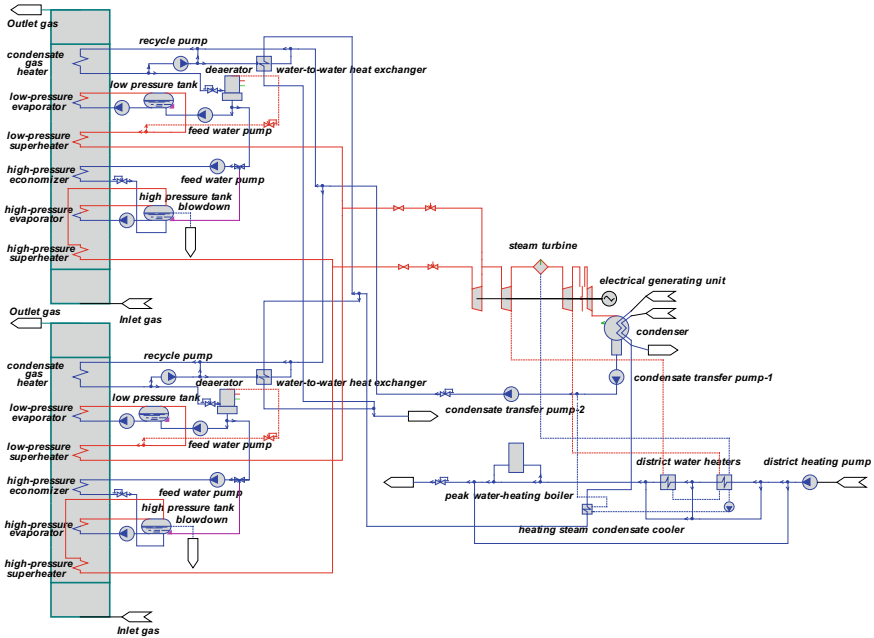 Outlet gas
recycle pump
condensate
gas
heater
deaerator
water-to-water heat exchanger
low pressure tank
low-pressure
evaporator
feed water pump
low-pressure
superheater
high-pressure
economizer
feed water pump
high pressure tank
blowdown
high-pressure
evaporator
high-pressure
superheater
Inlet gas
steam turbine
electrical generating unit
condenser
condensate transfer pump-1
condensate transfer pump-2
Outlet gas
recycle pump
condensate
gas
heater
deaerator
water-to-water heat exchanger
low pressure tank
low-pressure
evaporator
feed water pump
low-pressure
superheater
high-pressure
economizer
feed water pump
high pressure tank
blowdown
high-pressure
evaporator
high-pressure
superheater
Inlet gas
peak water-heating boiler
district water heaters
district heating pump
heating steam condensate cooler